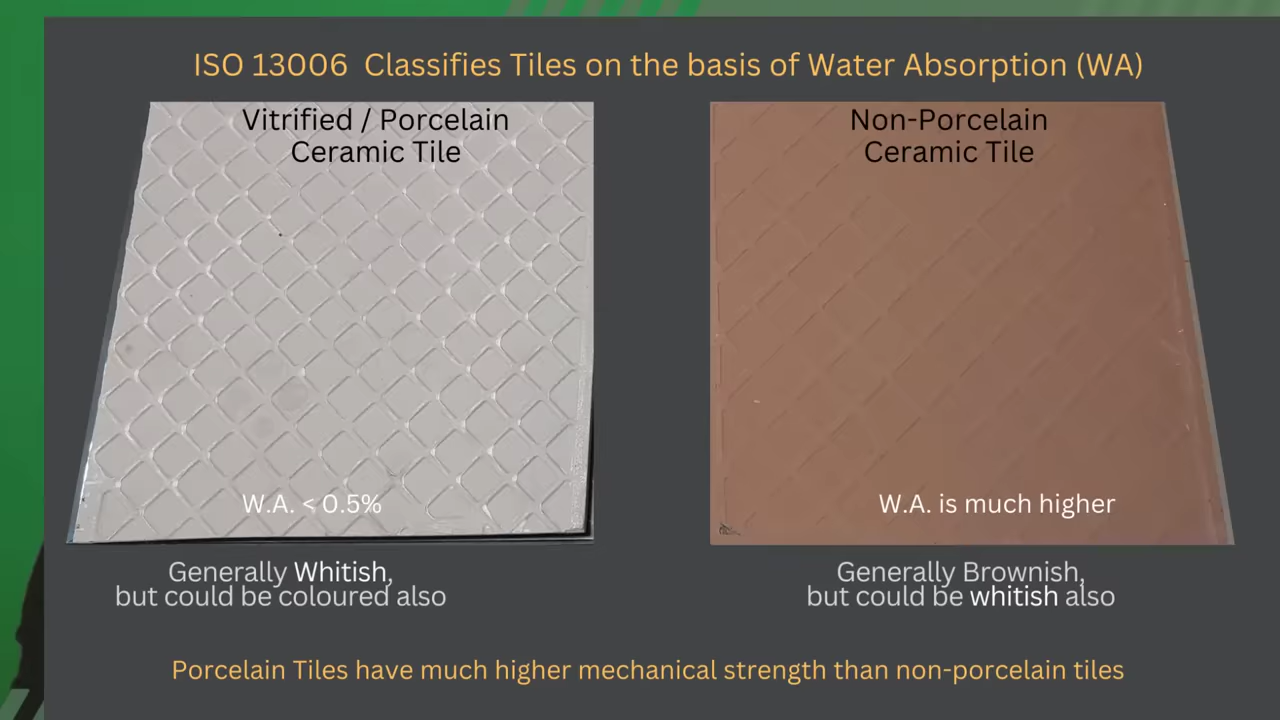 ISO 13006 Classifies Tiles on the basis of Water Absorption (WA)
Vitrified / Porcelain
Ceramic Tile
W.A. < 0.5%
Generally Whitish,
but could be coloured also
Non-Porcelain
Ceramic Tile
W.A. is much higher
Generally Brownish,
but could be whitish also
Porcelain Tiles have much higher mechanical strength than non-porcelain tiles